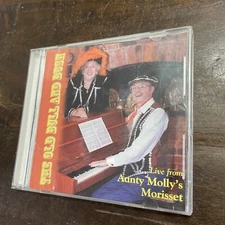 THE OLD BULL AND BUSH
Live from
Aunty Molly's
Morisset